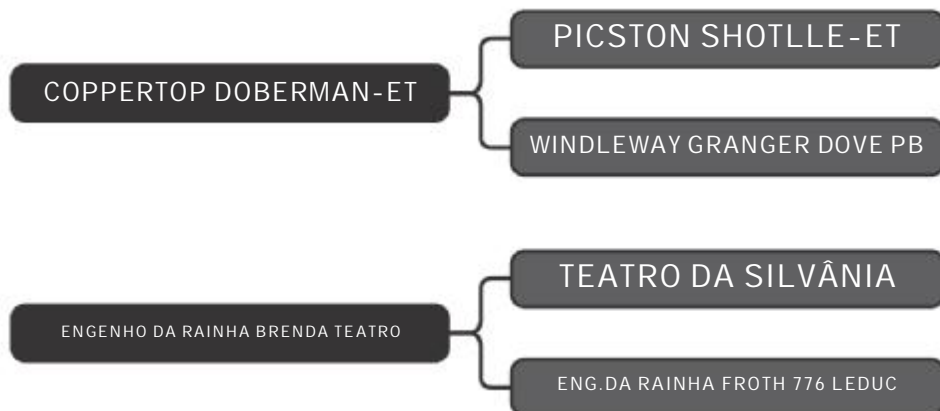 PICSTON SHOTLLE-ET
COPPERTOP DOBERMAN-ET
WINDLEWAY GRANGER DOVE PB
TEATRO DA SILVÂNIA
ENGENHO DA RAINHA BRENDA TEATRO
ENG.DA RAINHA FROTH 776 LEDUC